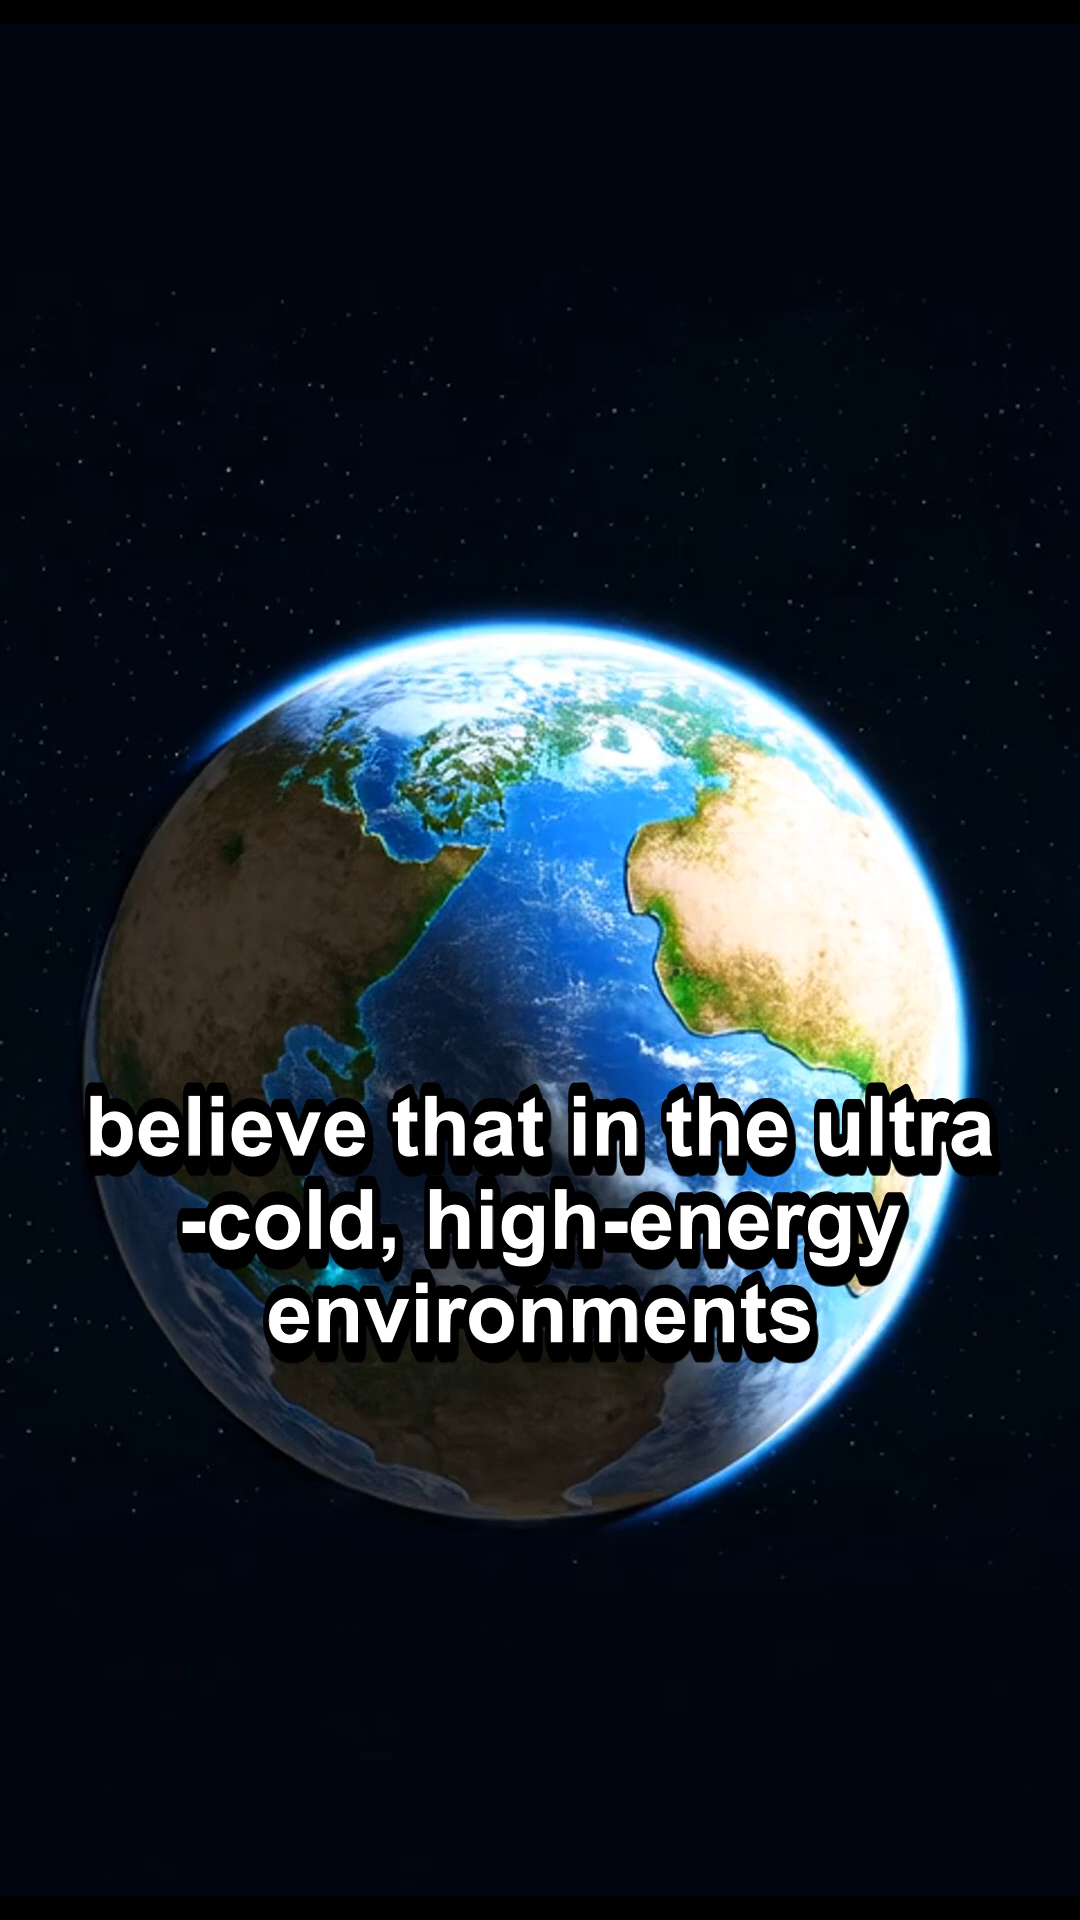 believe that in the ultra
-cold, high-energy
environments